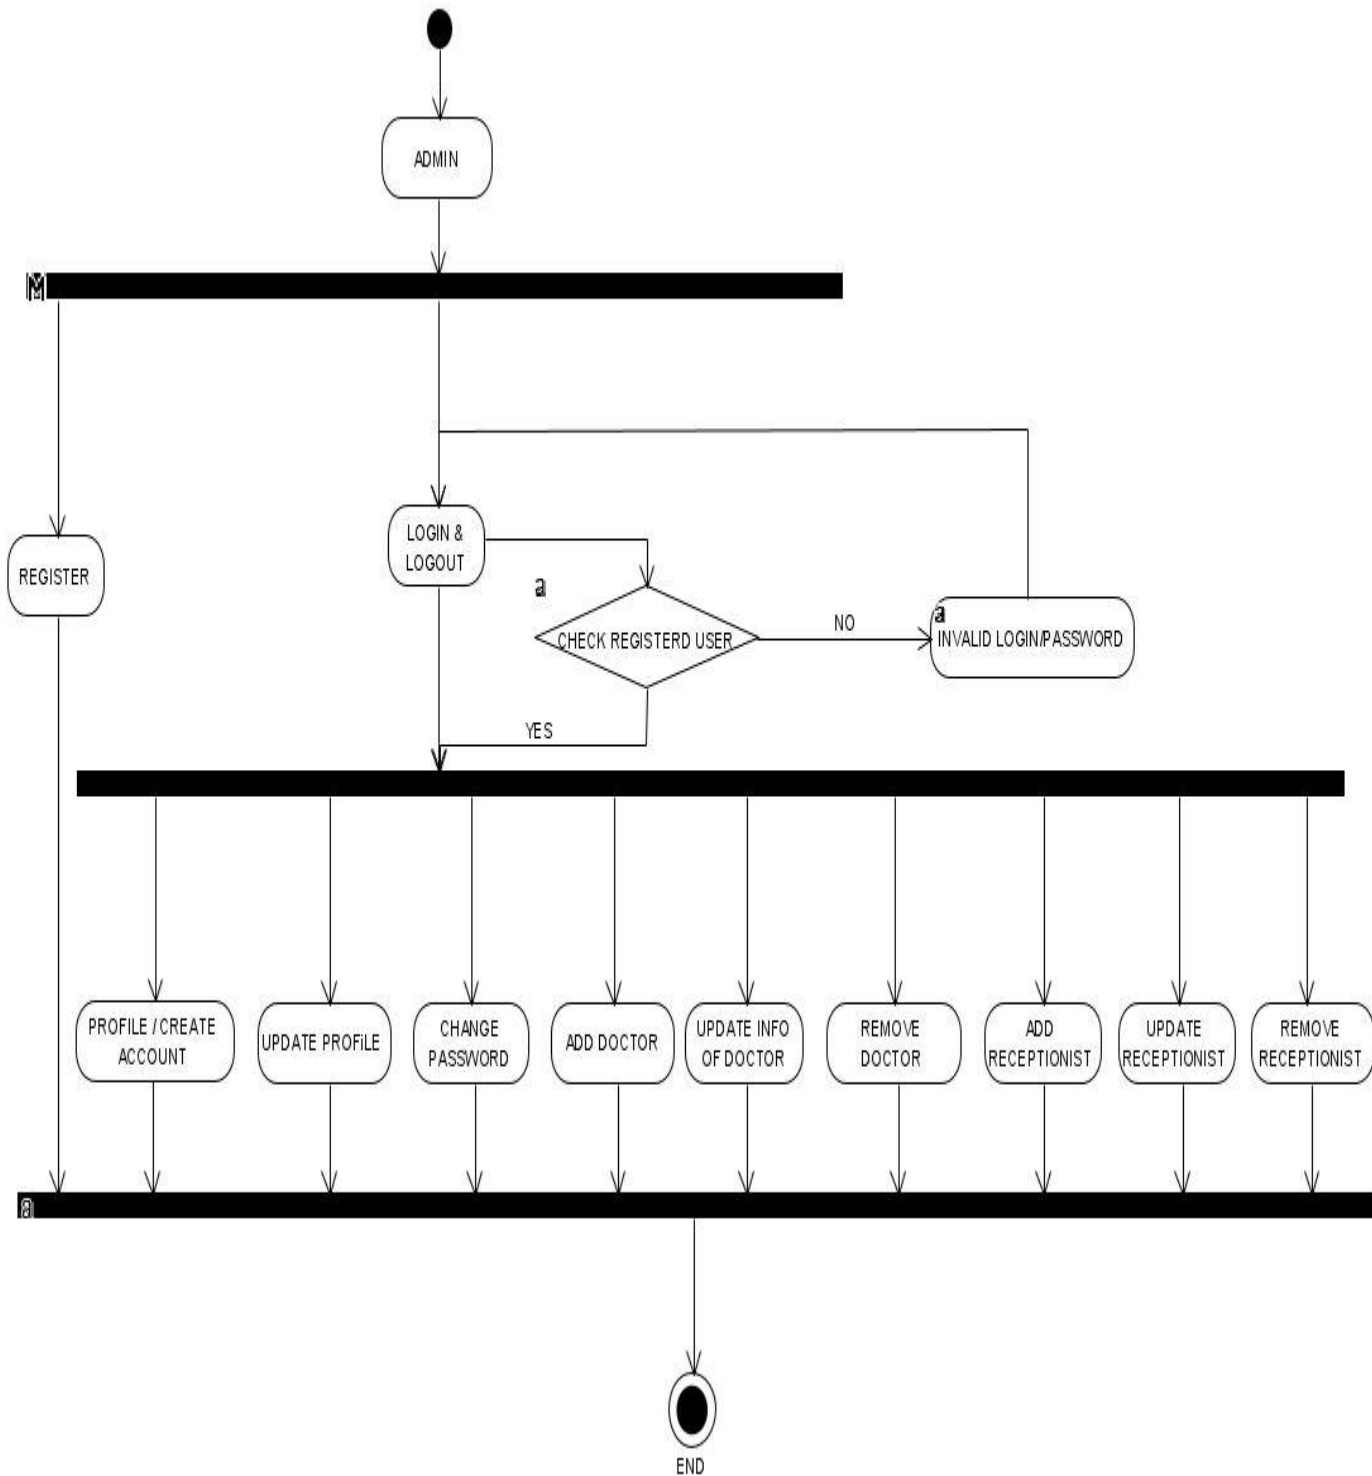 ADMIN
M
LOGIN &
LOGOUT
REGISTER
a
CHECK REGISTERD USER
NO
a
INVALID LOGIN/PASSWORD
YES
PROFILE / CREATE
ACCOUNT
UPDATE PROFiLE
CHANGE
PASSWORD
ADD DOCTOR
UPDATE INFO
OF DOCTOR
REMOVE
DOCTOR
ADD
RECEPTIONIST
UPDATE
RECEPTIONIST
REMOVE
RECEPTIONIST
a
END